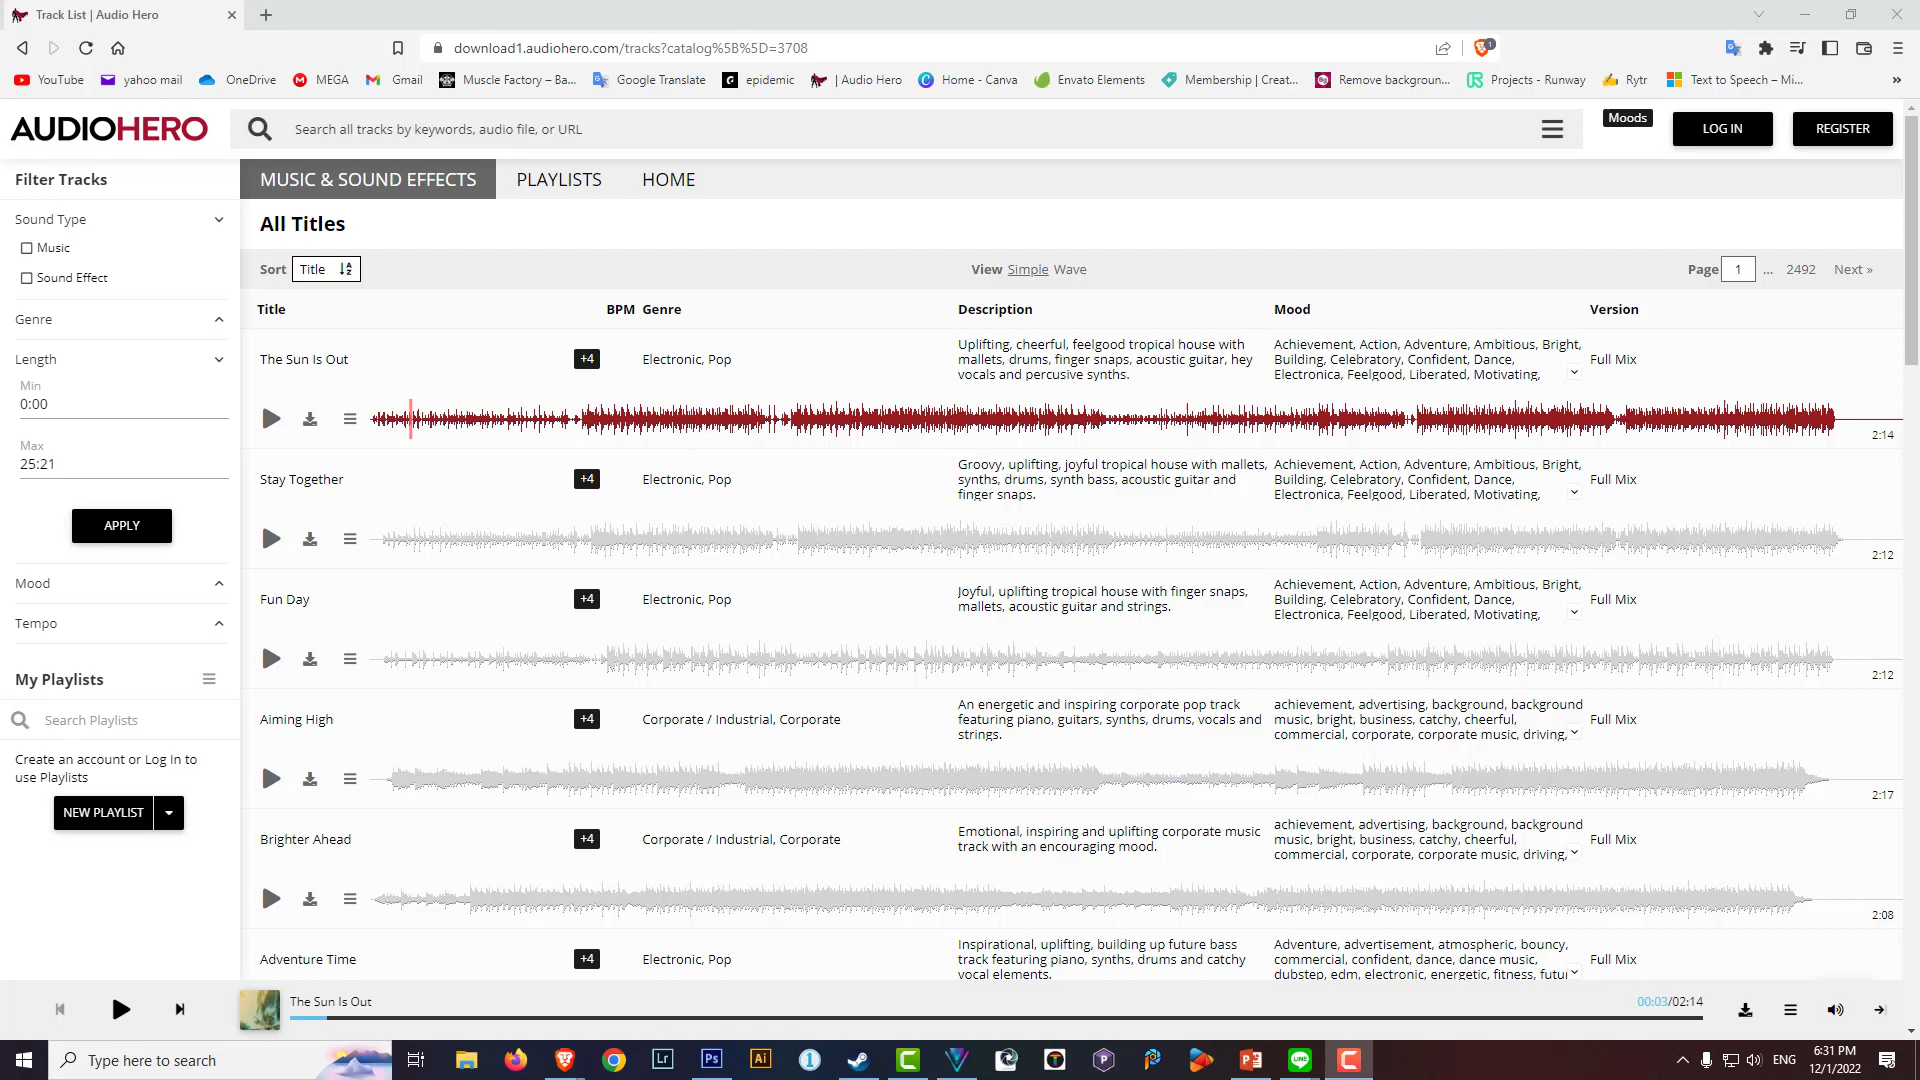 Track List | Audio Hero
download1.audiohero.com/tracks?catalog%5B%5D=3708
1
YouTube yahoo mail OneDrive MEGA Gmail Muscle Factory – Ba... Google Translate epidemic | Audio Hero Home - Canva Envato Elements Membership | Creat... Remove backgroun... Projects - Runway Rytr Text to Speech – Mi...
AUDIOHERO
Search all tracks by keywords, audio file, or URL
Moods
LOG IN
REGISTER
Filter Tracks
MUSIC & SOUND EFFECTS PLAYLISTS HOME
Sound Type
Music
Sound Effect
Genre
Length
Min
0:00
Max
25:21
APPLY
Mood
Tempo
My Playlists
Search Playlists
Create an account or Log In to
use Playlists
NEW PLAYLIST
All Titles
Sort Title
View Simple Wave
Page 1 ... 2492 Next »
Title BPM Genre Description Mood Version
The Sun Is Out +4 Electronic, Pop
Uplifting, cheerful, feelgood tropical house with
mallets, drums, finger snaps, acoustic guitar, hey
vocals and percusive synths.
Achievement, Action, Adventure, Ambitious, Bright,
Building, Celebratory, Confident, Dance,
Electronica, Feelgood, Liberated, Motivating,
Full Mix
2:14
Stay Together +4 Electronic, Pop
Groovy, uplifting, joyful tropical house with mallets,
synths, drums, synth bass, acoustic guitar and
finger snaps.
Achievement, Action, Adventure, Ambitious, Bright,
Building, Celebratory, Confident, Dance,
Electronica, Feelgood, Liberated, Motivating,
Full Mix
2:12
Fun Day +4 Electronic, Pop
Joyful, uplifting tropical house with finger snaps,
mallets, acoustic guitar and strings.
Achievement, Action, Adventure, Ambitious, Bright,
Building, Celebratory, Confident, Dance,
Electronica, Feelgood, Liberated, Motivating,
Full Mix
2:12
Aiming High +4 Corporate / Industrial, Corporate
An energetic and inspiring corporate pop track
featuring piano, guitars, synths, drums, vocals and
strings.
achievement, advertising, background, background
music, bright, business, catchy, cheerful,
commercial, corporate, corporate music, driving,
Full Mix
2:17
Brighter Ahead +4 Corporate / Industrial, Corporate
Emotional, inspiring and uplifting corporate music
track with an encouraging mood.
achievement, advertising, background, background
music, bright, business, catchy, cheerful,
commercial, corporate, corporate music, driving,
Full Mix
2:08
Adventure Time +4 Electronic, Pop
Inspirational, uplifting, building up future bass
track featuring piano, synths, drums and catchy
vocal elements.
Adventure, advertisement, atmospheric, bouncy,
commercial, confident, dance, dance music,
dubstep, edm, electronic, energetic, fitness, futu
Full Mix
The Sun Is Out
00:03/02:14
Type here to search
Lr Ps Ai
ENG
6:31 PM
12/1/2022